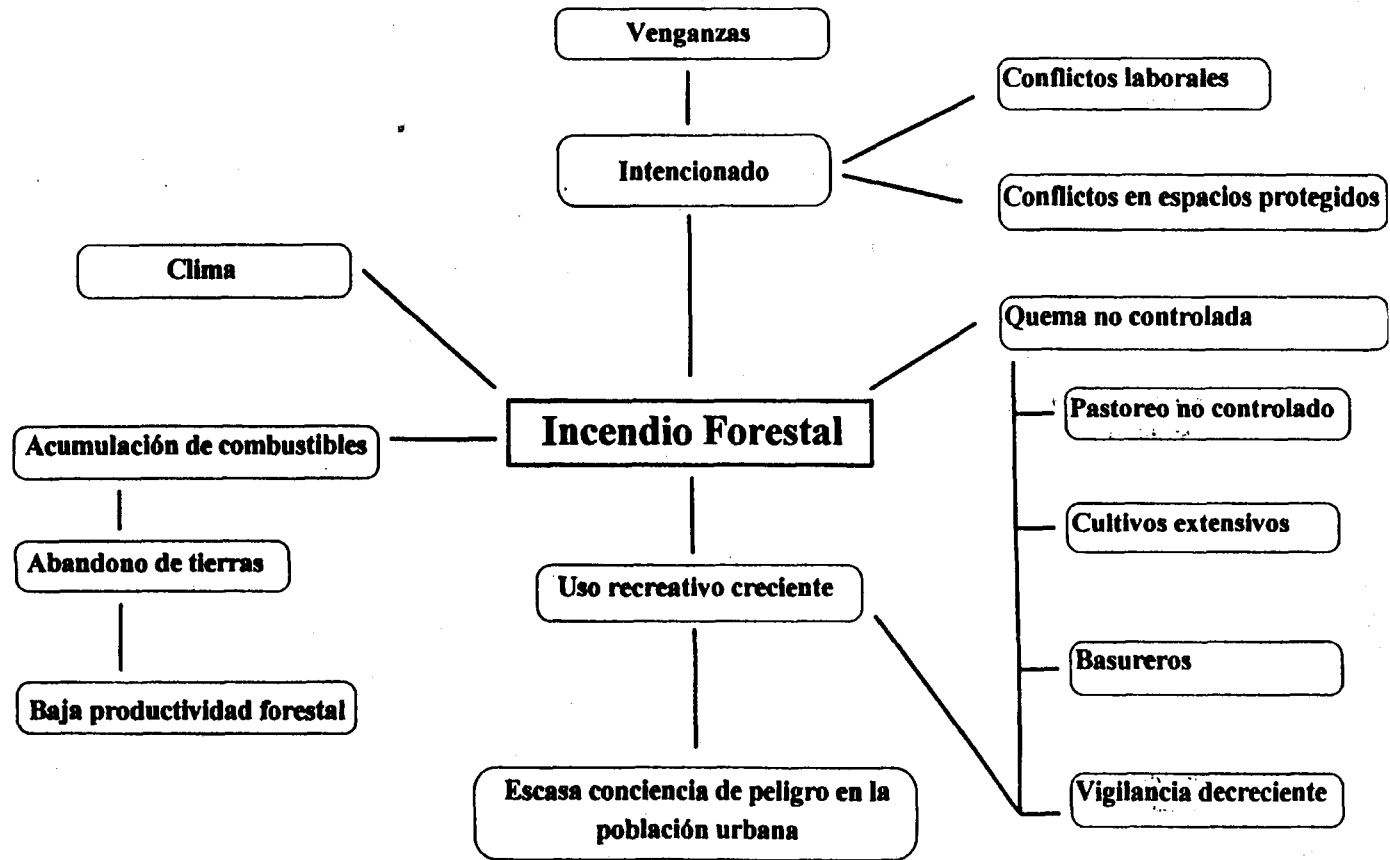 Venganzas
Conflictos laborales
Intencionado
Conflictos en espacios protegidos
Clima
Quema no controlada
Incendio Forestal
Pastoreo no controlado
Acumulación de combustibles
Cultivos extensivos
Abandono de tierras
Uso recreativo creciente
Basureros
Baja productividad forestal
Escasa conciencia de peligro en la
población urbana
Vigilancia decreciente